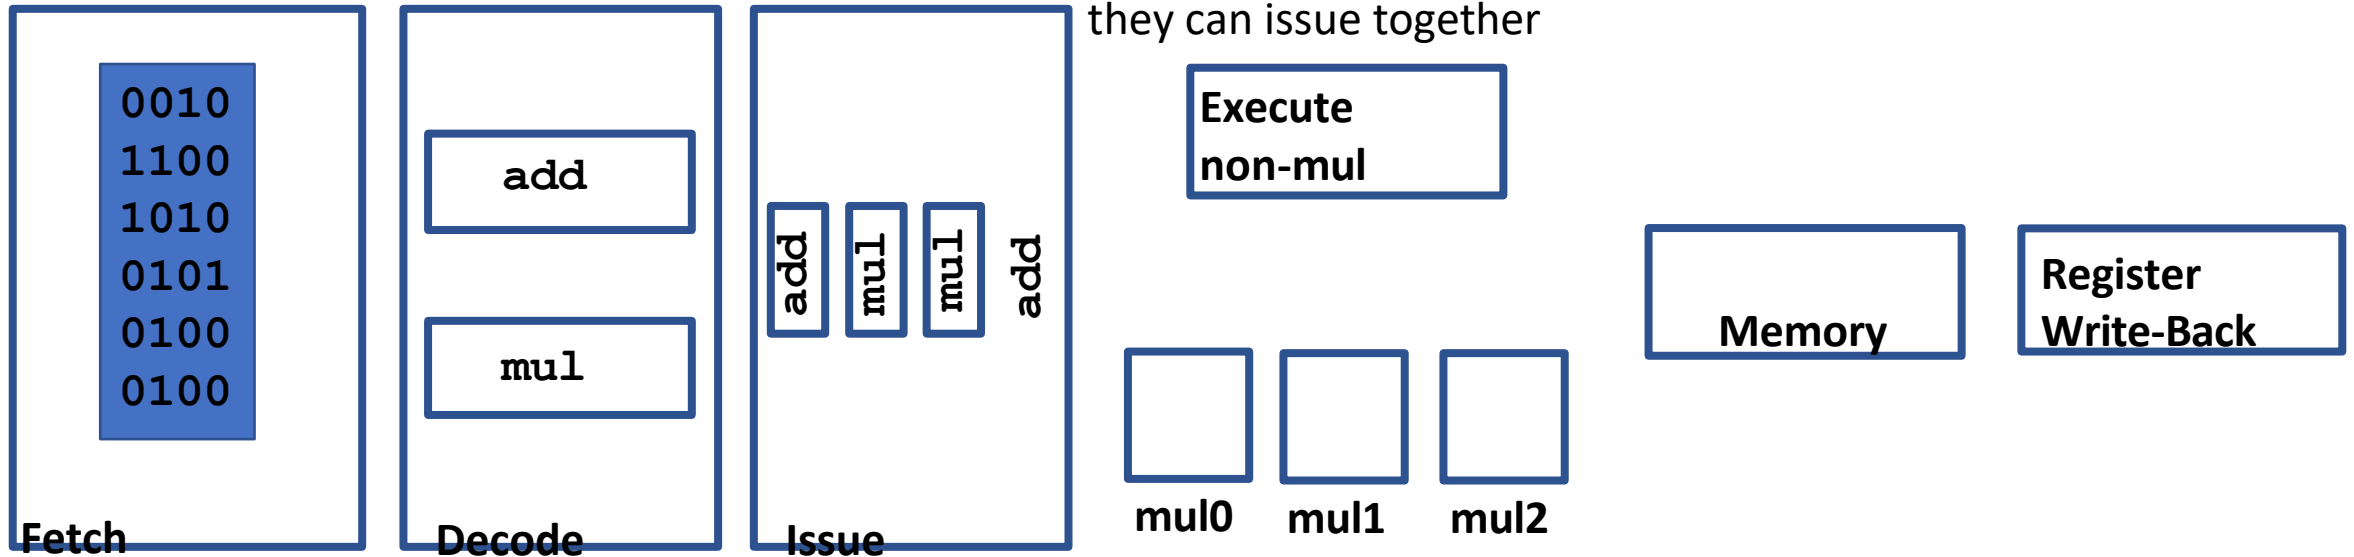 they can issue together
0010
1100
1010
0101
0100
0100
Fetch
add
mul
Decode
add
mul
mul
add
Issue
Execute
non-mul
mul0
mul1
mul2
Memory
Register
Write-Back